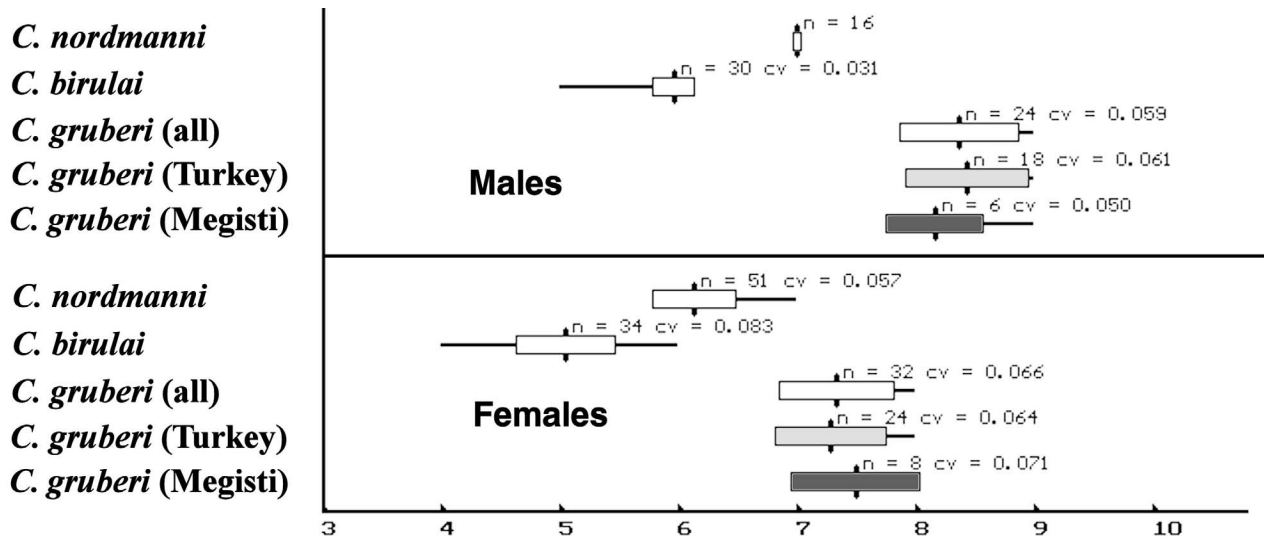 C. nordmanni n = 16
C. birulai n = 30 cv = 0.031
C. gruberi (all) n = 24 cv = 0.059
C. gruberi (Turkey) n = 18 cv = 0.061
Males
C. gruberi (Megisti) n = 6 cv = 0.050
C. nordmanni n = 51 cv = 0.057
C. birulai n = 34 cv = 0.083
C. gruberi (all) n = 32 cv = 0.066
Females
C. gruberi (Turkey) n = 24 cv = 0.064
C. gruberi (Megisti) n = 8 cv = 0.071
3 4 5 6 7 8 9 10